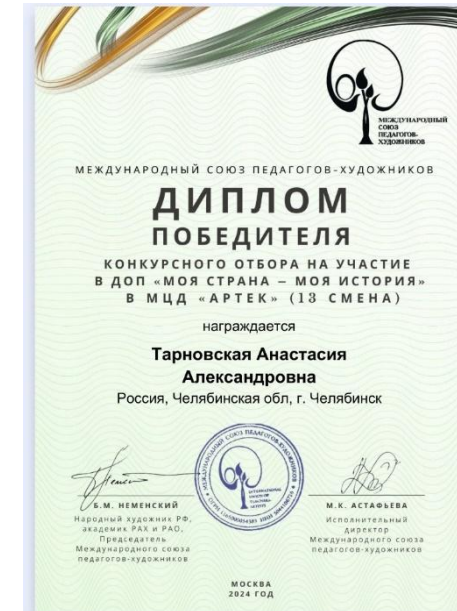 МЕЖДУНАРОДНЫЙ
СОЮЗ
ПЕДАГОГОВ-
ХУДОЖНИКОВ
МЕЖДУНАРОДНЫЙ СОЮЗ ПЕДАГОГОВ-ХУДОЖНИКОВ
ДИПЛОМ
ПОБЕДИТЕЛЯ
КОНКУРСНОГО ОТБОРА НА УЧАСТИЕ
В ДОП «МОЯ СТРАНА – МОЯ ИСТОРИЯ»
В МЦД «АРТЕК» (13 СМЕНА)
награждается
Тарновская Анастасия
Александровна
Россия, Челябинская обл, г. Челябинск
Б.М. НЕМЕНСКИЙ
Народный художник РФ,
академик РАХ и РАО,
Председатель
Международного союза
педагогов-художников
М.К. АСТАФЬЕВА
Исполнительный
директор
Международного союза
педагогов-художников
МОСКВА
2024 ГОД